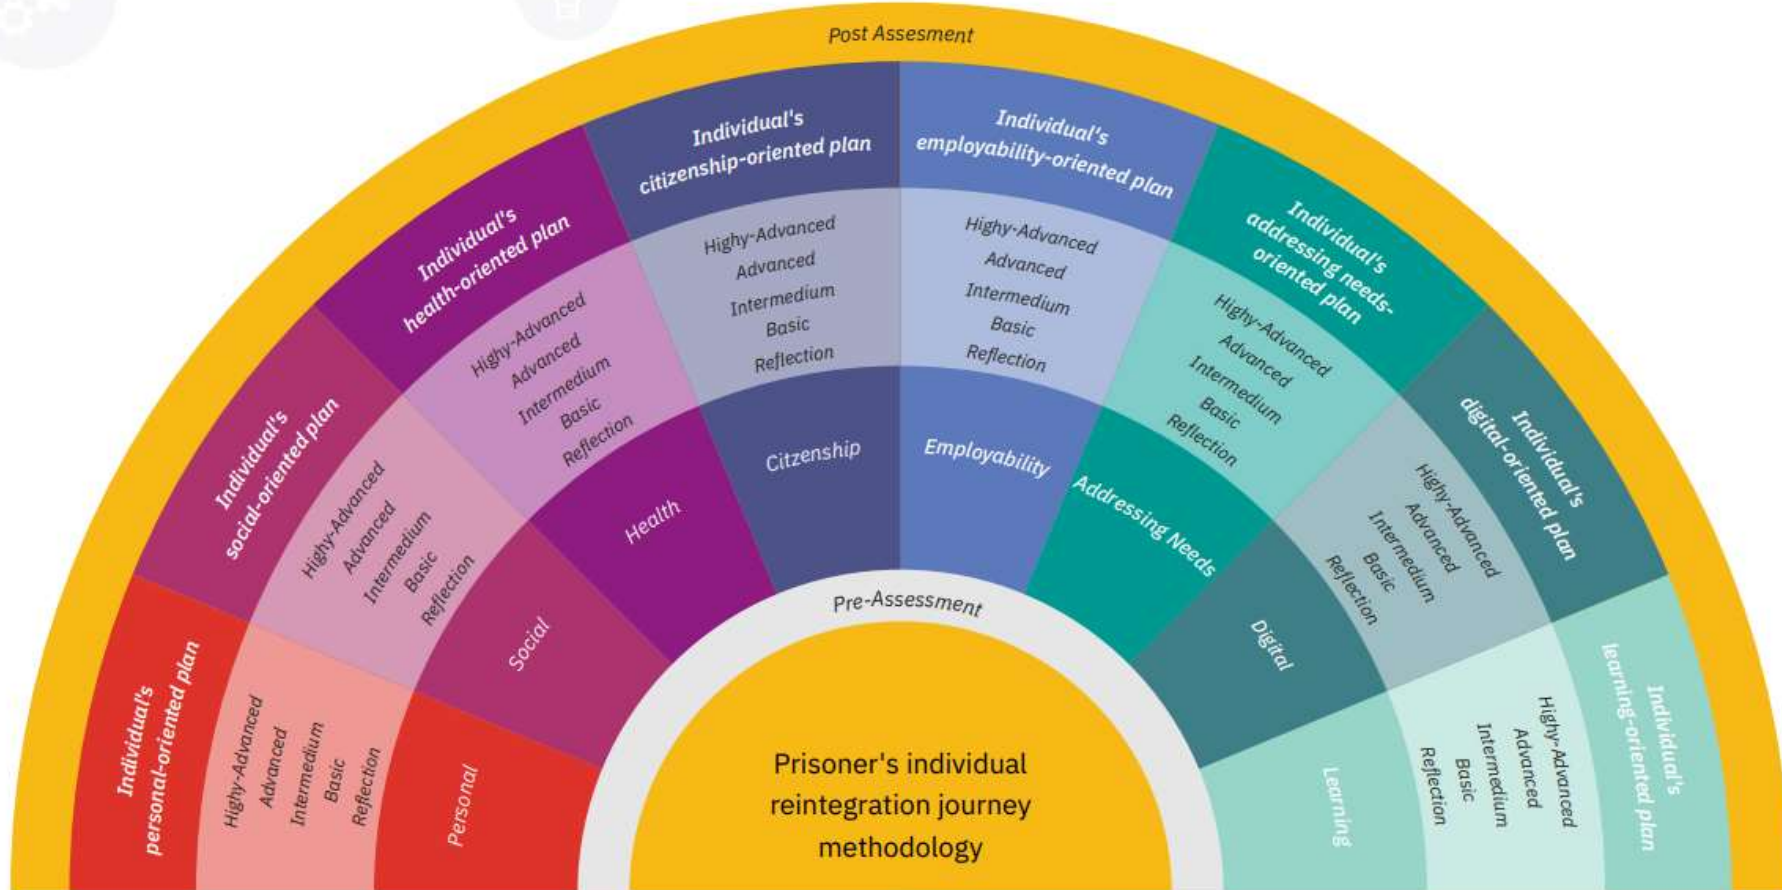 Post Assesment
Individual's
personal-oriented plan
Individual's
social-oriented plan
Individual's
health-oriented plan
Individual's
citizenship-oriented plan
Individual's
employability-oriented plan
Individual's
addressing needs-
oriented plan
Individual's
digital-oriented plan
Individual's
learning-oriented plan
Highy-Advanced
Advanced
Intermedium
Basic
Reflection
Highy-Advanced
Advanced
Intermedium
Basic
Reflection
Highy-Advanced
Advanced
Intermedium
Basic
Reflection
Highy-Advanced
Advanced
Intermedium
Basic
Reflection
Highy-Advanced
Advanced
Intermedium
Basic
Reflection
Highy-Advanced
Advanced
Intermedium
Basic
Reflection
Highy-Advanced
Advanced
Intermedium
Basic
Reflection
Highy-Advanced
Advanced
Intermedium
Basic
Reflection
Personal
Social
Health
Citzenship
Employability
Addressing Needs
Digital
Learning
Pre-Assessment
Prisoner's individual
reintegration journey
methodology